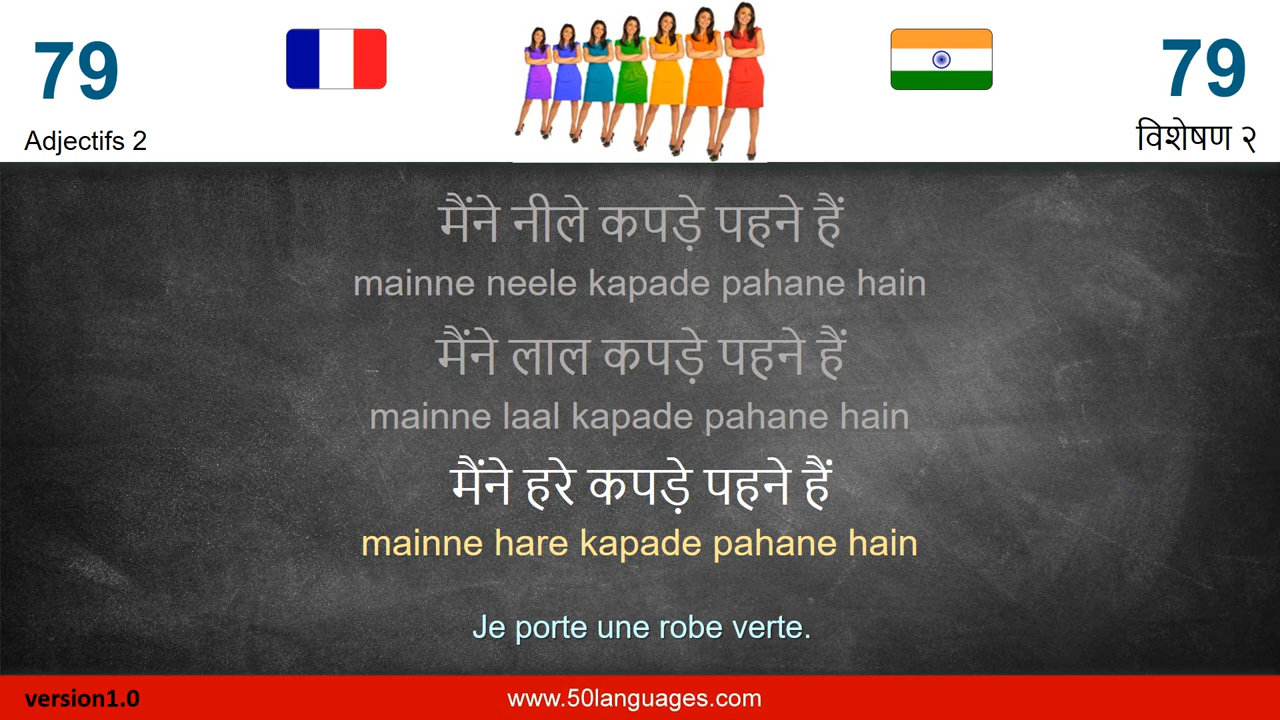 79
79
Adjectifs 2
विशेषण २
मैंने नीले कपड़े पहने हैं
mainne neele kapade pahane hain
मैंने लाल कपड़े पहने हैं
mainne laal kapade pahane hain
मैंने हरे कपड़े पहने हैं
mainne hare kapade pahane hain
Je porte une robe verte.
version1.0
www.50languages.com